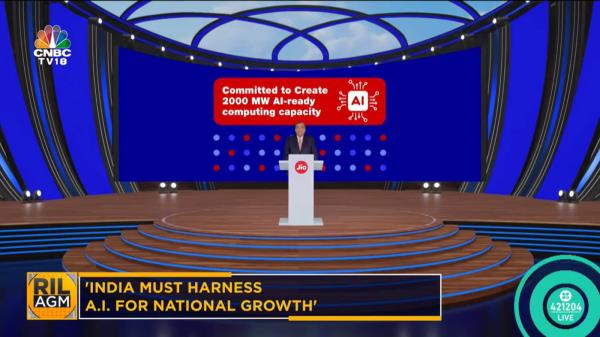 CNBC
TV18
Committed to Create
2000 MW AI-ready
computing capacity
AI
Jio
RIL
AGM
'INDIA MUST HARNESS
A.I. FOR NATIONAL GROWTH'
421204
LIVE